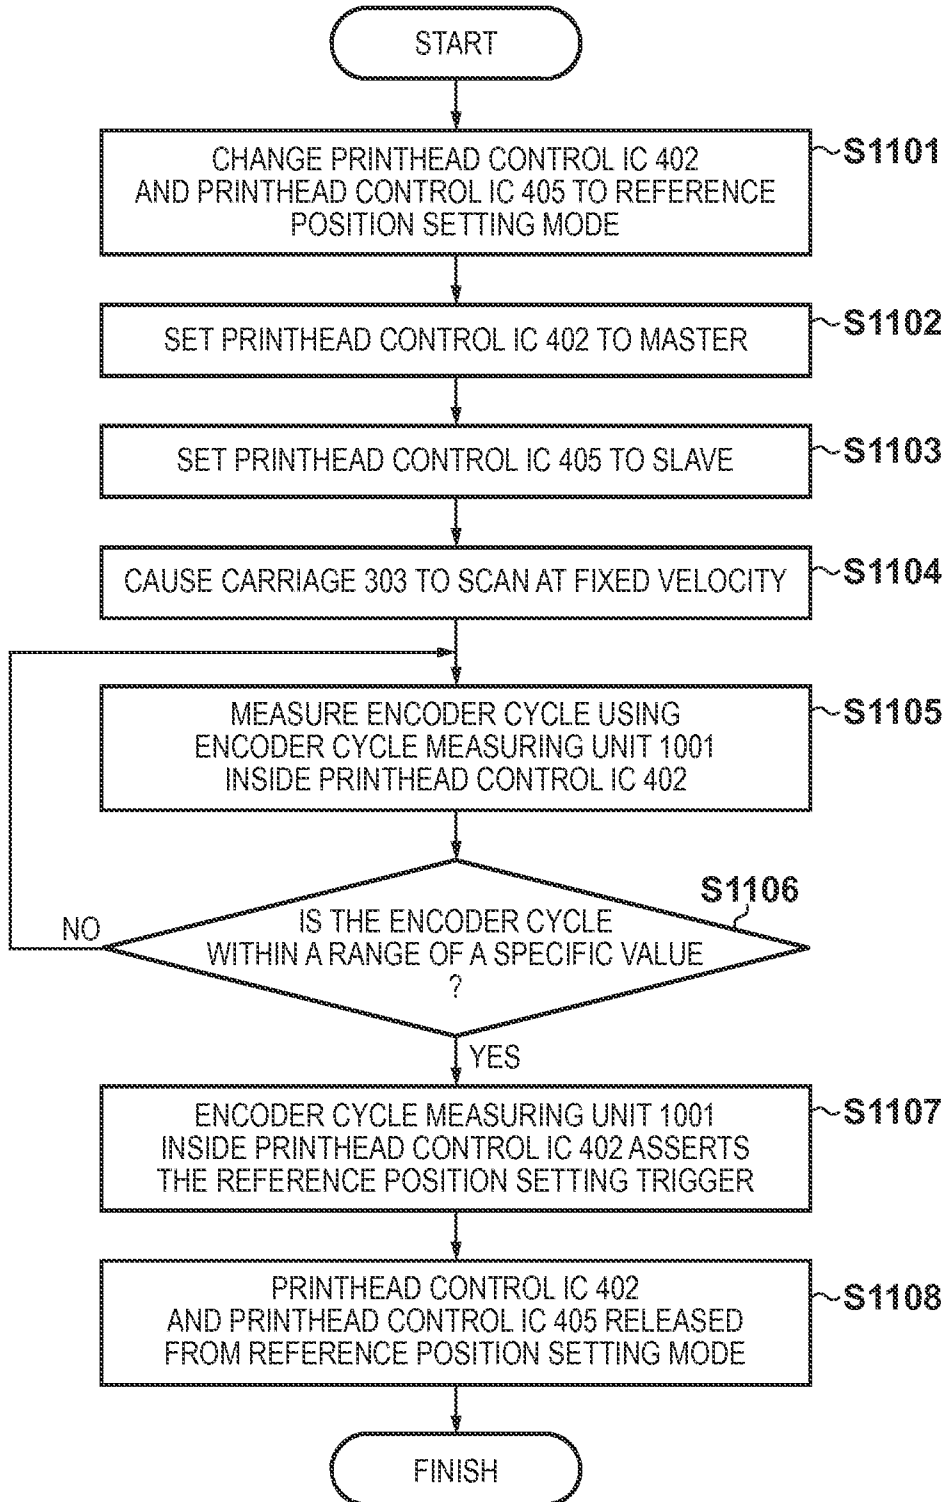 START
CHANGE PRINTHEAD CONTROL IC 402
AND PRINTHEAD CONTROL IC 405 TO REFERENCE
POSITION SETTING MODE
S1101
SET PRINTHEAD CONTROL IC 402 TO MASTER
S1102
SET PRINTHEAD CONTROL IC 405 TO SLAVE
S1103
CAUSE CARRIAGE 303 TO SCAN AT FIXED VELOCITY
S1104
MEASURE ENCODER CYCLE USING
ENCODER CYCLE MEASURING UNIT 1001
INSIDE PRINTHEAD CONTROL IC 402
S1105
S1106
IS THE ENCODER CYCLE
WITHIN A RANGE OF A SPECIFIC VALUE
?
NO
YES
ENCODER CYCLE MEASURING UNIT 1001
INSIDE PRINTHEAD CONTROL IC 402 ASSERTS
THE REFERENCE POSITION SETTING TRIGGER
S1107
PRINTHEAD CONTROL IC 402
AND PRINTHEAD CONTROL IC 405 RELEASED
FROM REFERENCE POSITION SETTING MODE
S1108
FINISH